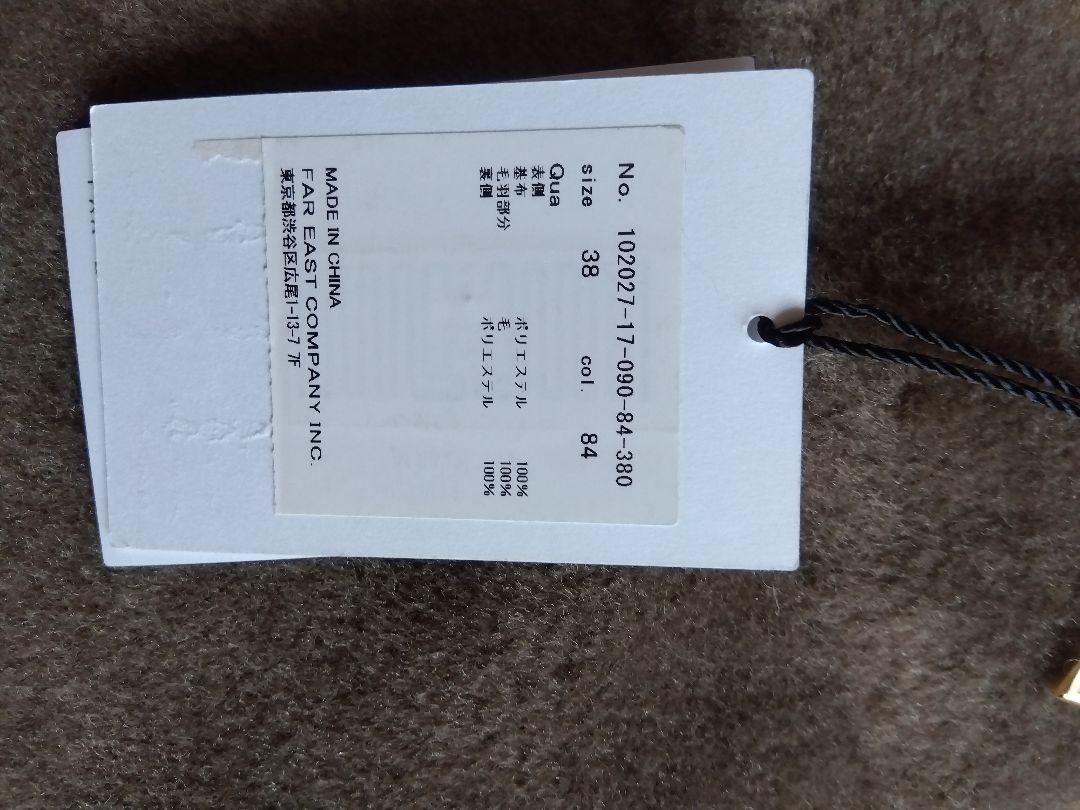 No. 102027-17-090-84-380
size 38 col. 84
Qua
表側
基布 ポリエステル 100%
毛羽部分 毛 100%
裏側 ポリエステル 100%
MADE IN CHINA
FAR EAST COMPANY INC.
東京都渋谷区広尾1-13-7 7F